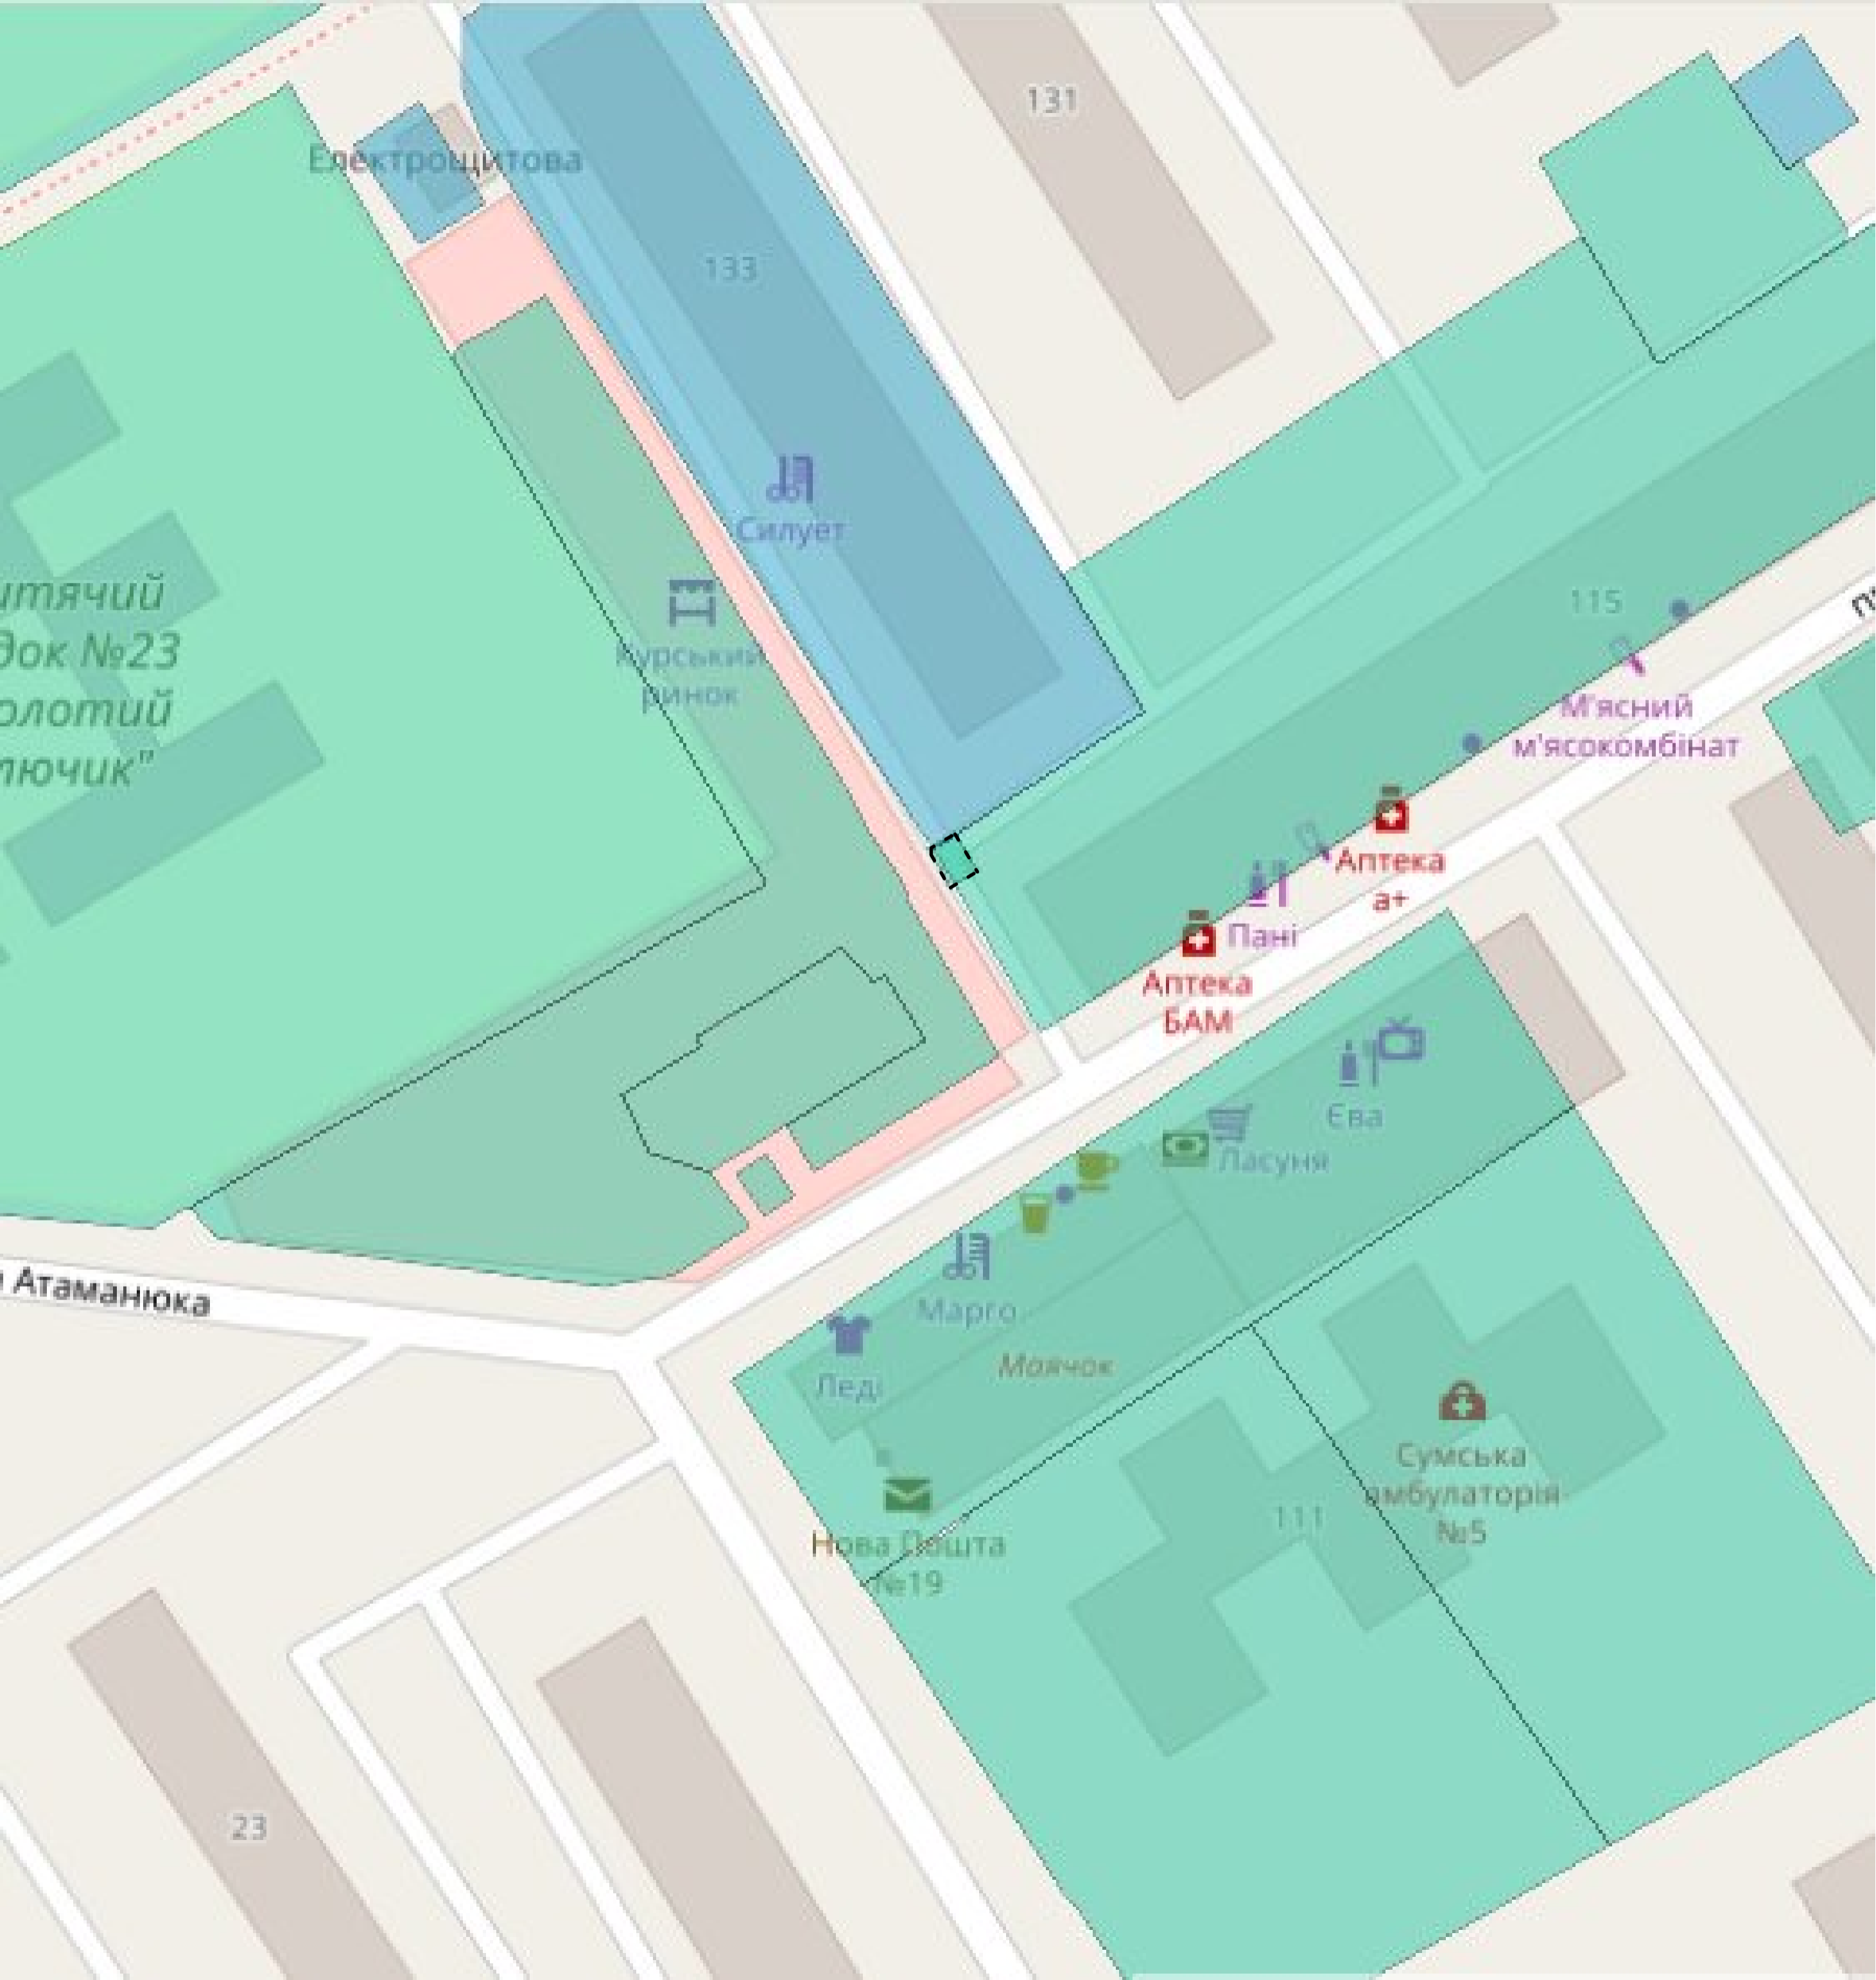 131
Електрощитова
133
Силует
Курський
ринок
итячий
док №23
олотий
лючик"
115
М'ясний
м'ясокомбінат
Аптека
а+
Пані
Аптека
БАМ
Єва
Ласуня
Марго
Маячок
Леді
Атаманюка
Сумська
амбулаторія
№5
111
Нова Пошта
№19
23